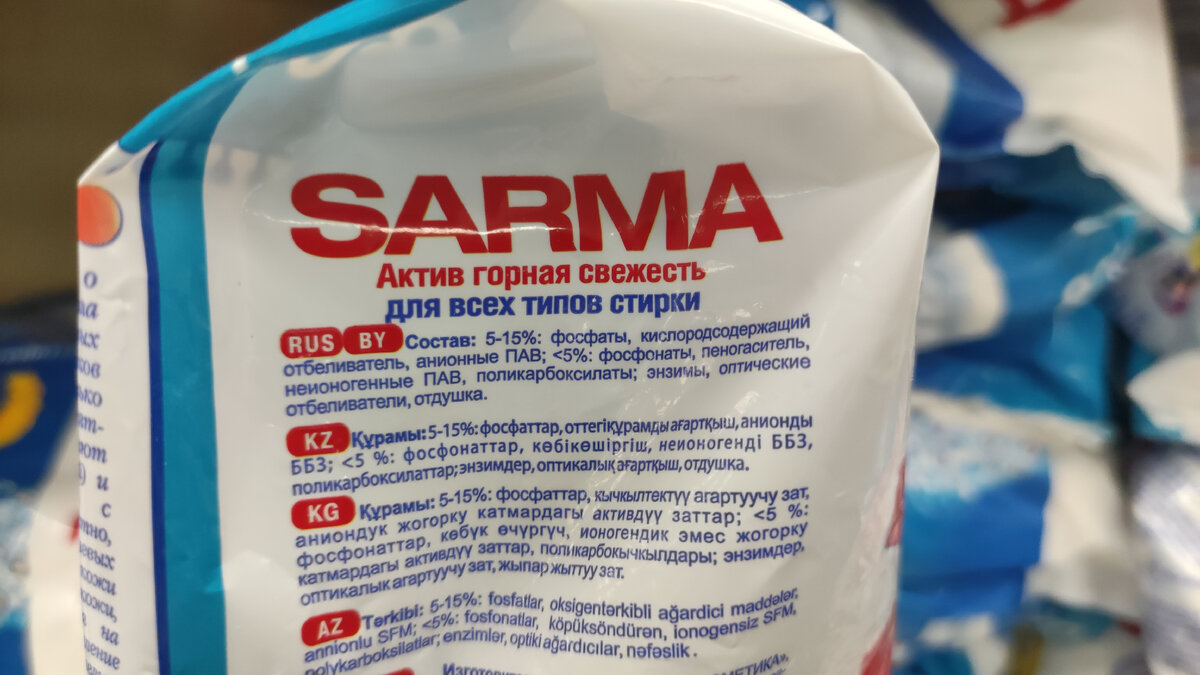 SARMA
Актив горная свежесть
для всех типов стирки
RUS BY Состав: 5-15%: фосфаты, кислородсодержащий
отбеливатель, анионные ПАВ; <5%: фосфонаты, пеногаситель,
неионогенные ПАВ, поликарбоксилаты; энзимы, оптические
отбеливатели, отдушка.
KZ Құрамы: 5-15%: фосфаттар, оттегіқұрамды ағартқыш, анионды
ББЗ; <5 %: фосфонаттар, көбікөшіргіш, неионогенді ББЗ,
поликарбоксилаттар; энзимдер, оптикалық ағартқыш, отдушка.
KG Құрамы: 5-15%: фосфаттар, кычкылтектүү агартуучу зат,
аниондук жогорку катмардагы активдүү заттар; <5 %:
фосфонаттар, көбүк өчүргүч, ионогендик эмес жогорку
катмардагы активдүү заттар, поликарбокычкылдары; энзимдер,
оптикалык агартуучу зат, жыпар жыттуу зат.
AZ Tərkibi: 5-15%: fosfatlar, oksigentərkibli ağardici maddələr,
annionlu SFM; <5%: fosfonatlar, köpüksöndürən, ionogensiz SFM,
polykarboksilatlar; enzimlər, optiki ağardıcılar, nəfəslik.